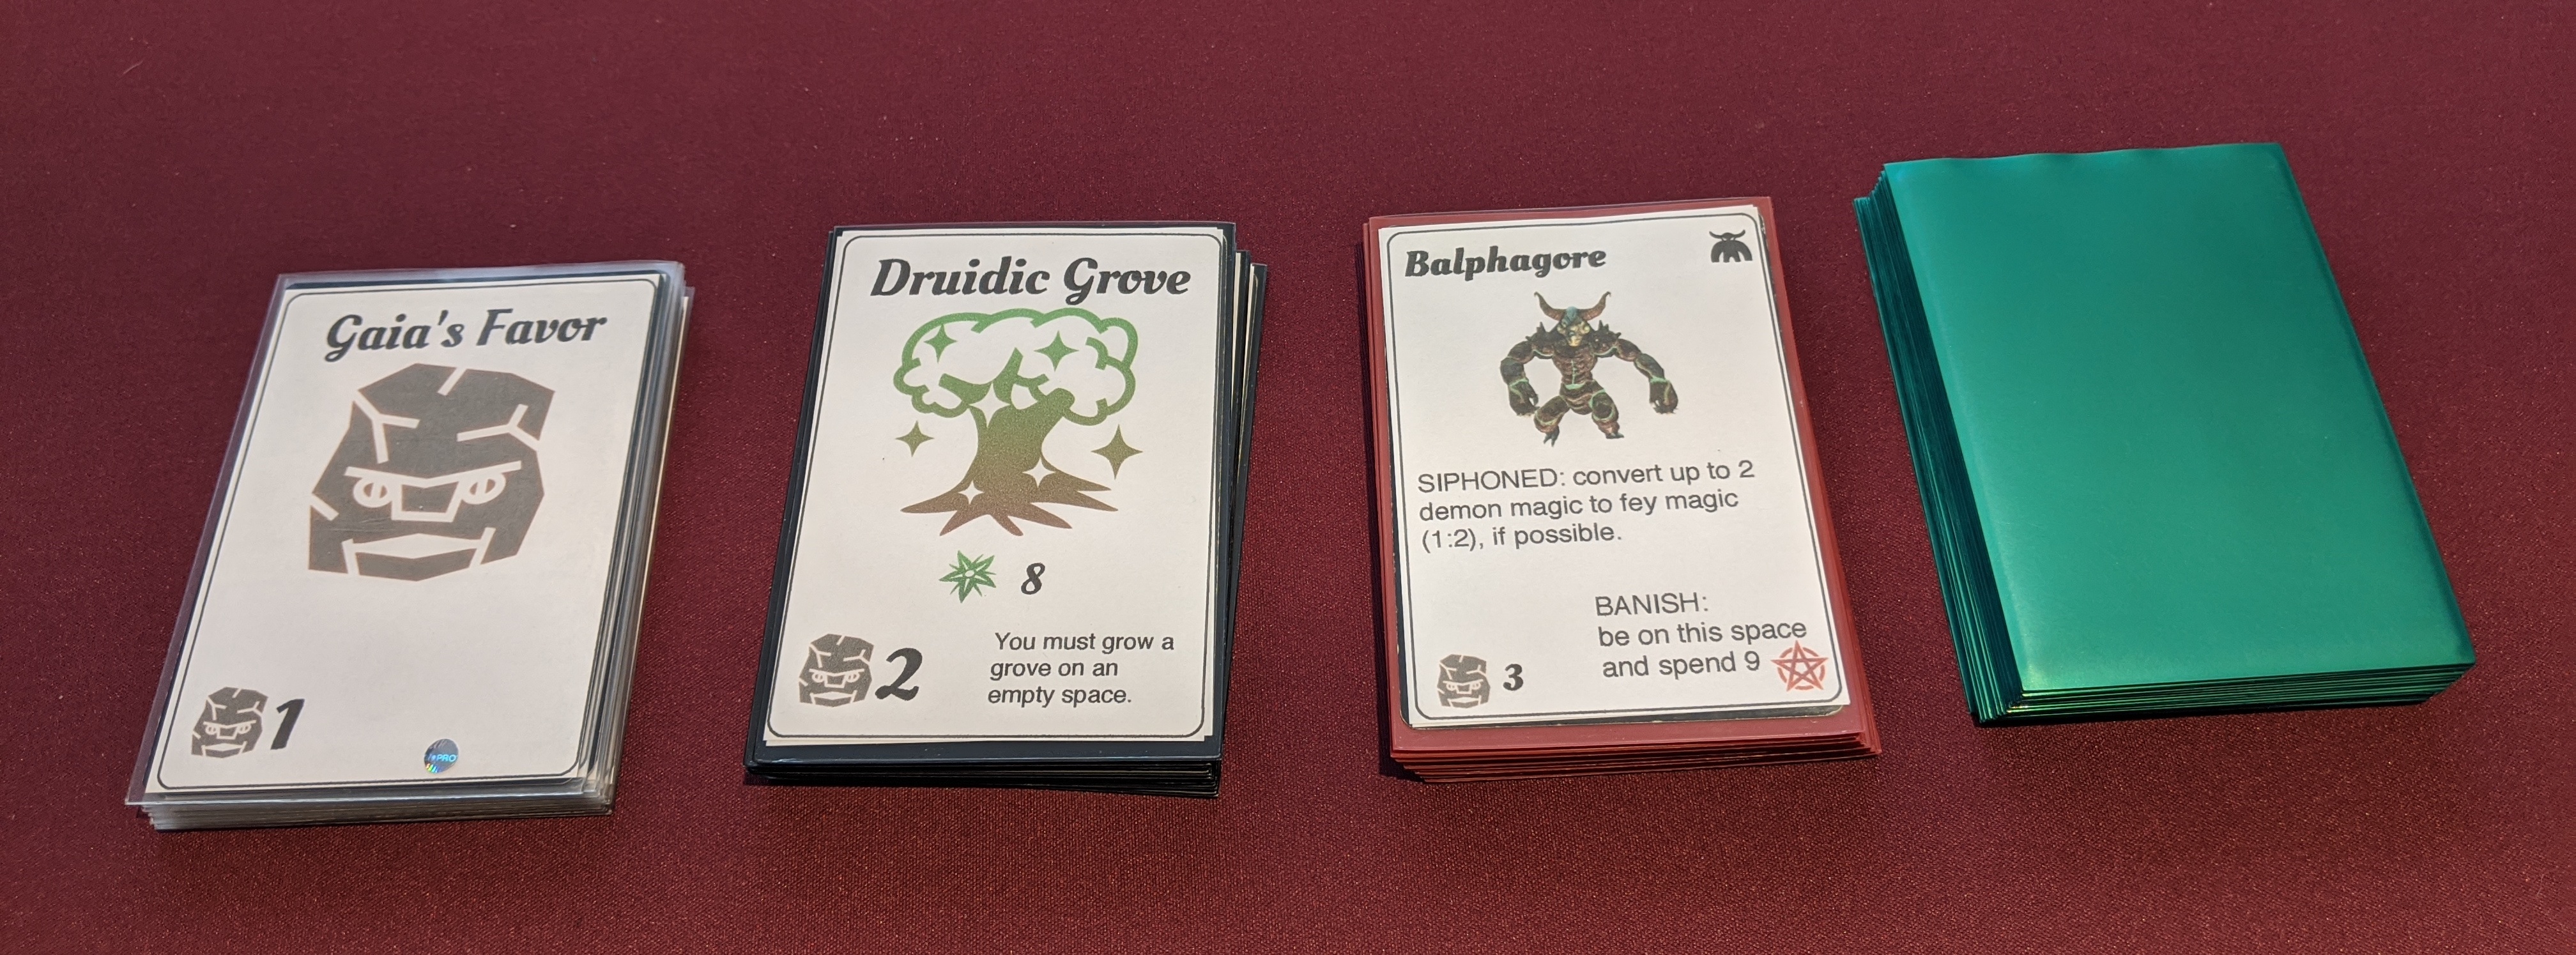 Gaia's Favor
1
PRO
Druidic Grove
8
2
You must grow a
grove on an
empty space.
Balphagore
SIPHONED: convert up to 2
demon magic to fey magic
(1:2), if possible.
BANISH:
be on this space
and spend 9
3